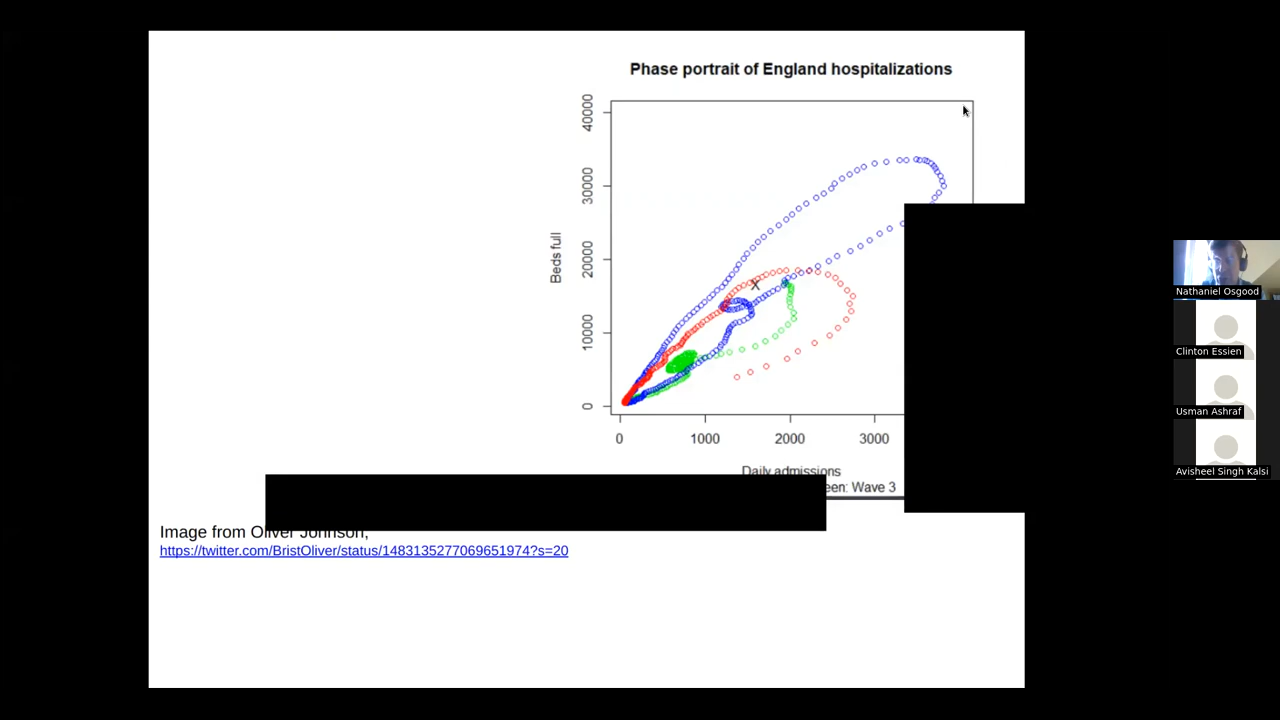 Phase portrait of England hospitalizations
40000
30000
20000
10000
0
Beds full
0 1000 2000 3000
Daily admissions
Wave 3
X
Image from Oliver Johnson,
https://twitter.com/BristOliver/status/1483135277069651974?s=20
Nathaniel Osgood
Clinton Essien
Usman Ashraf
Avisheel Singh Kalsi